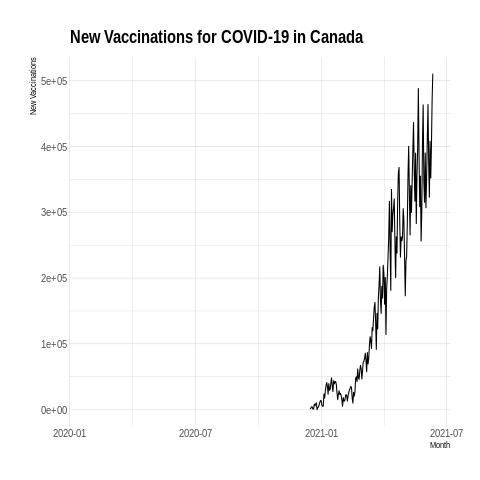 New Vaccinations for COVID-19 in Canada
New Vaccinations
5e+05
4e+05
3e+05
2e+05
1e+05
0e+00
2020-01
2020-07
2021-01
2021-07
Month